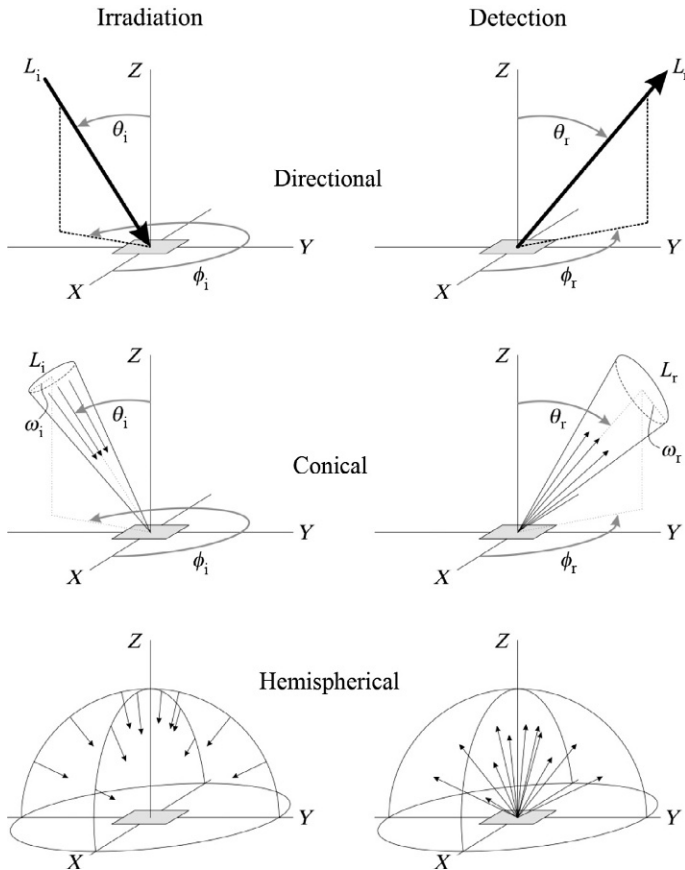 Irradiation
Detection
L_i
Z
θ_i
Y
X
ϕ_i
Directional
Z
L_r
θ_r
Y
X
ϕ_r
L_i
Z
θ_i
ω_i
Y
X
ϕ_i
Conical
Z
L_r
θ_r
ω_r
Y
X
ϕ_r
Z
Y
X
Hemispherical
Z
Y
X